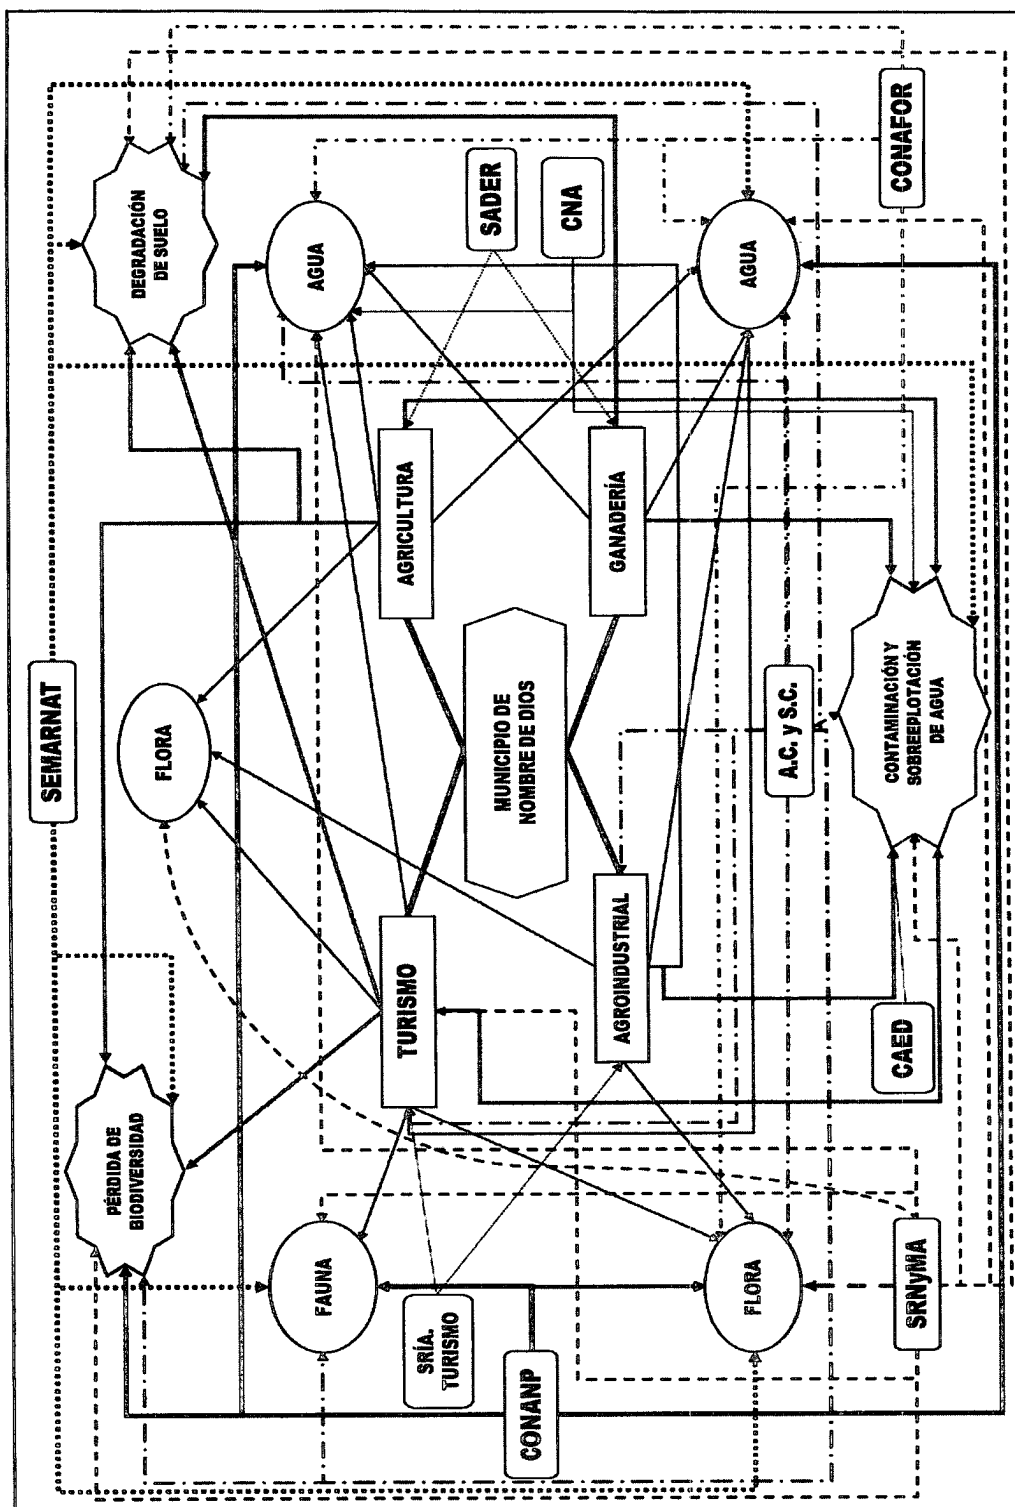 SEMARNAT
PÉRDIDA DE
BIODIVERSIDAD
FLORA
DEGRADACIÓN
DE SUELO
FAUNA
AGUA
TURISMO
AGRICULTURA
SRÍA.
TURISMO
SADER
MUNICIPIO DE
NOMBRE DE DIOS
CONANP
CNA
AGROINDUSTRIAL
GANADERÍA
FLORA
A.C. y S.C.
AGUA
SRNyMA
CAED
CONTAMINACIÓN Y
SOBREEPLOTACIÓN
DE AGUA
CONAFOR